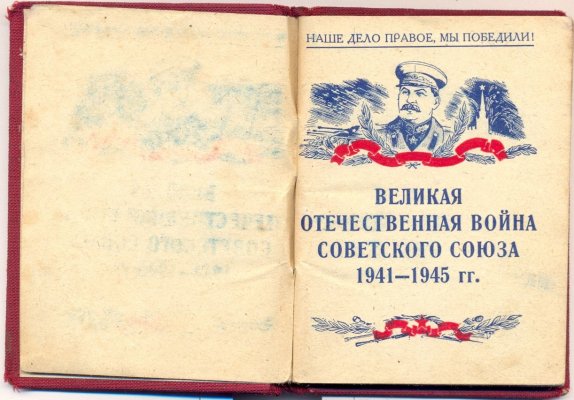 НАШЕ ДЕЛО ПРАВОЕ, МЫ ПОБЕДИЛИ!
ВЕЛИКАЯ
ОТЕЧЕСТВЕННАЯ ВОЙНА
СОВЕТСКОГО СОЮЗА
1941—1945 гг.